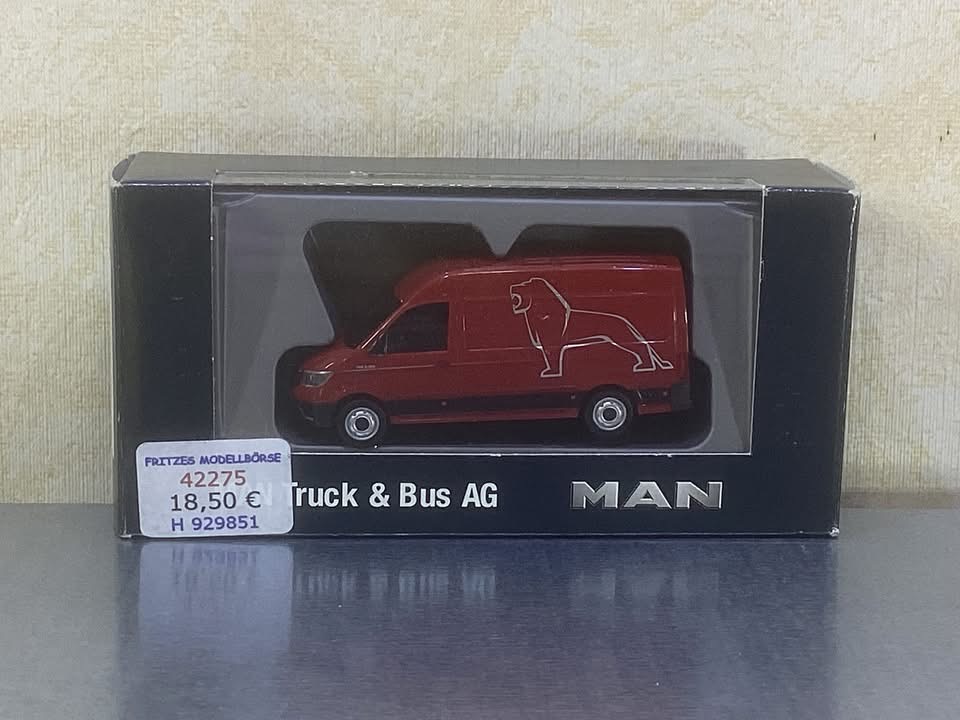 FRITZES MODELLBÖRSE
42275
18,50 €
H 929851
N Truck & Bus AG
MAN